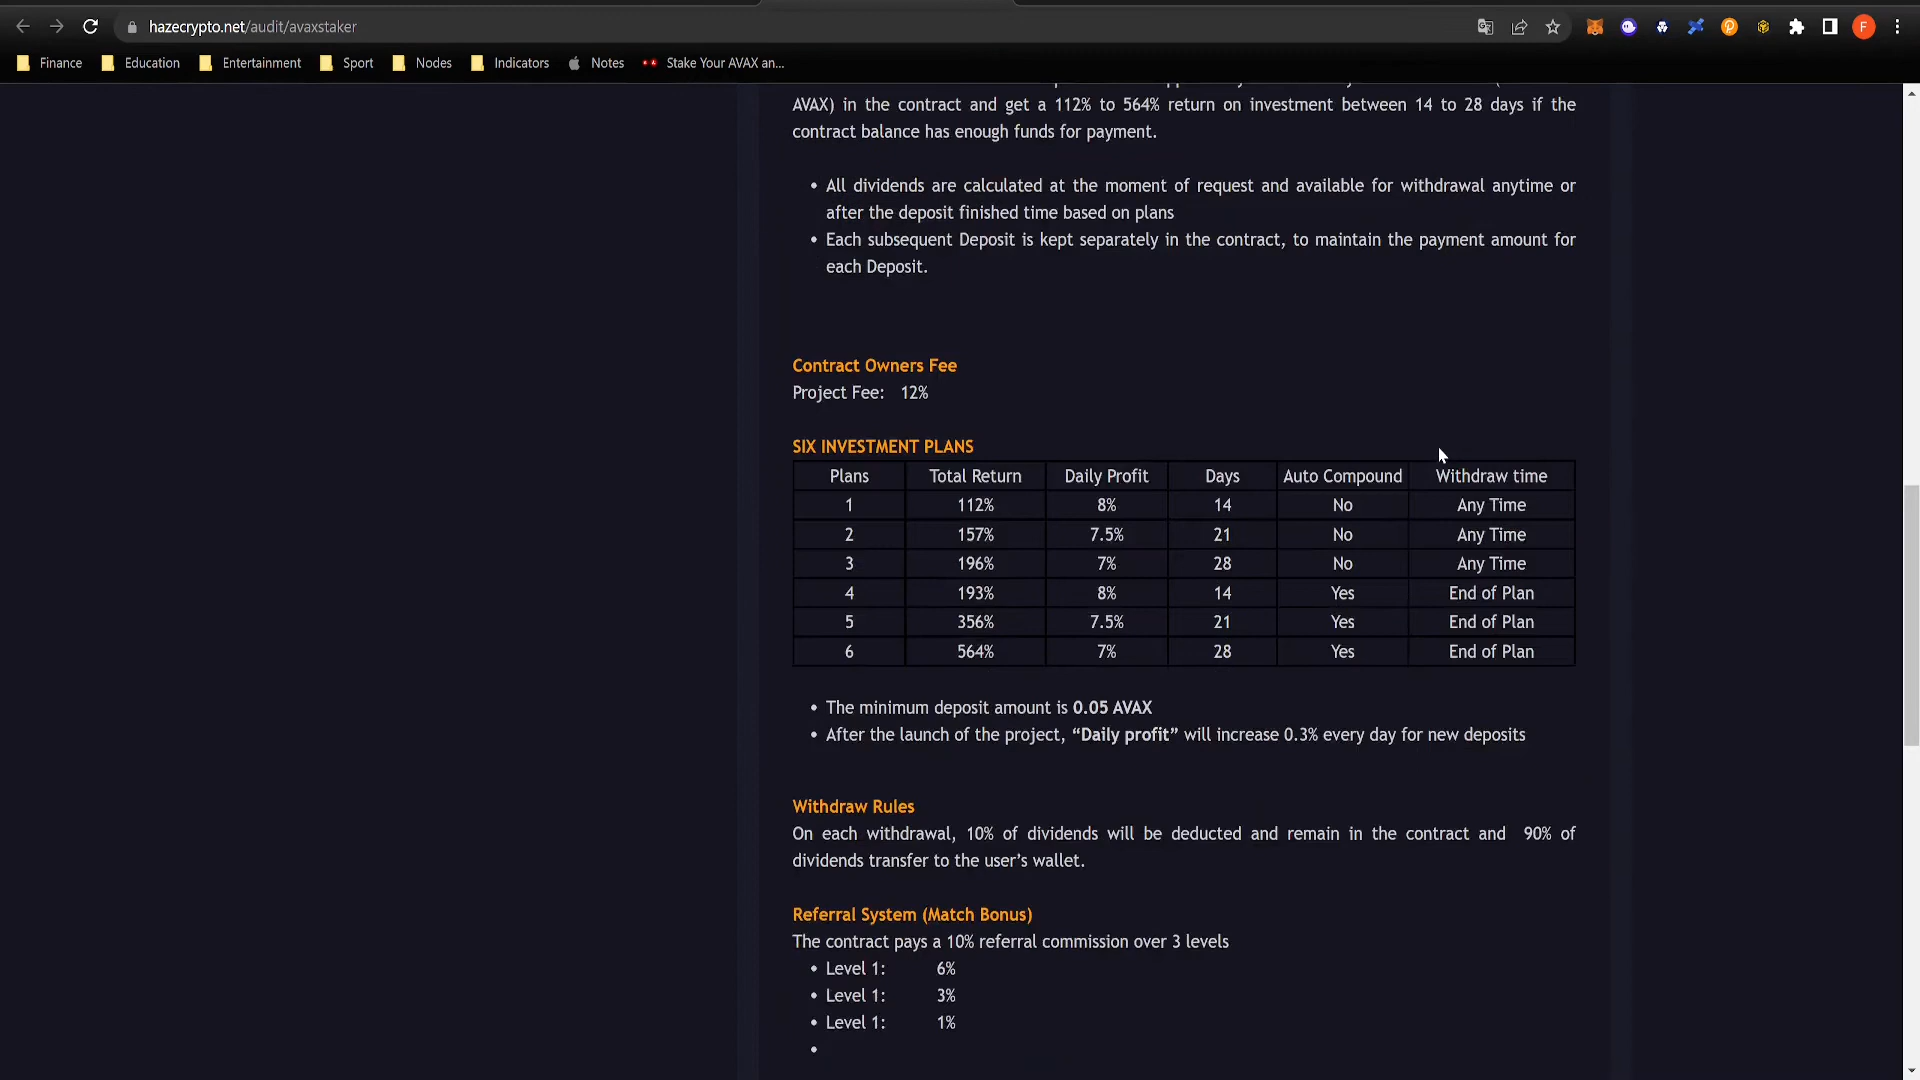 hazecrypto.net/audit/avaxstaker
F
Finance Education Entertainment Sport Nodes Indicators Notes Stake Your AVAX an...
AVAX) in the contract and get a 112% to 564% return on investment between 14 to 28 days if the
contract balance has enough funds for payment.
• All dividends are calculated at the moment of request and available for withdrawal anytime or
after the deposit finished time based on plans
• Each subsequent Deposit is kept separately in the contract, to maintain the payment amount for
each Deposit.
Contract Owners Fee
Project Fee: 12%
SIX INVESTMENT PLANS
Plans Total Return Daily Profit Days Auto Compound Withdraw time
1 112% 8% 14 No Any Time
2 157% 7.5% 21 No Any Time
3 196% 7% 28 No Any Time
4 193% 8% 14 Yes End of Plan
5 356% 7.5% 21 Yes End of Plan
6 564% 7% 28 Yes End of Plan
• The minimum deposit amount is 0.05 AVAX
• After the launch of the project, “Daily profit” will increase 0.3% every day for new deposits
Withdraw Rules
On each withdrawal, 10% of dividends will be deducted and remain in the contract and 90% of
dividends transfer to the user’s wallet.
Referral System (Match Bonus)
The contract pays a 10% referral commission over 3 levels
• Level 1: 6%
• Level 1: 3%
• Level 1: 1%
•